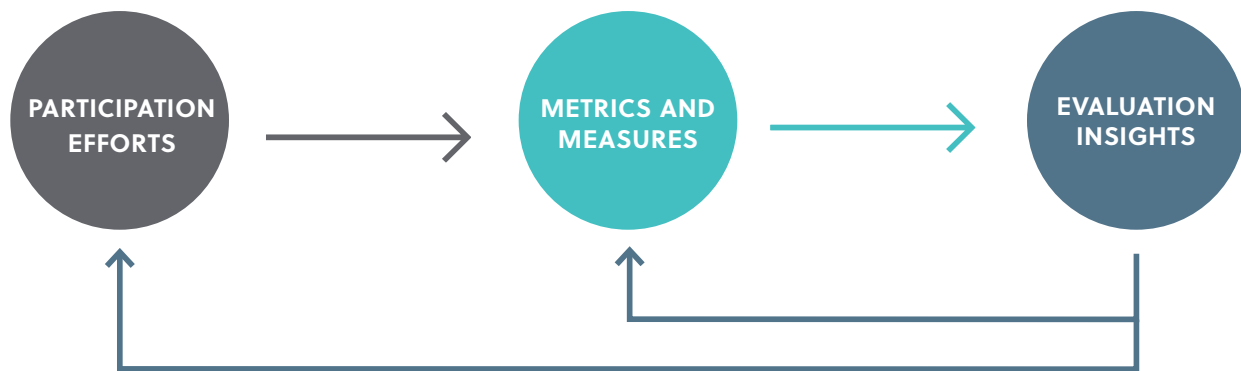 PARTICIPATION
EFFORTS
METRICS AND
MEASURES
EVALUATION
INSIGHTS